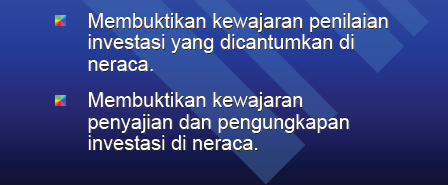 Membuktikan kewajaran penilaian
investasi yang dicantumkan di
neraca.
Membuktikan kewajaran
penyajian dan pengungkapan
investasi di neraca.